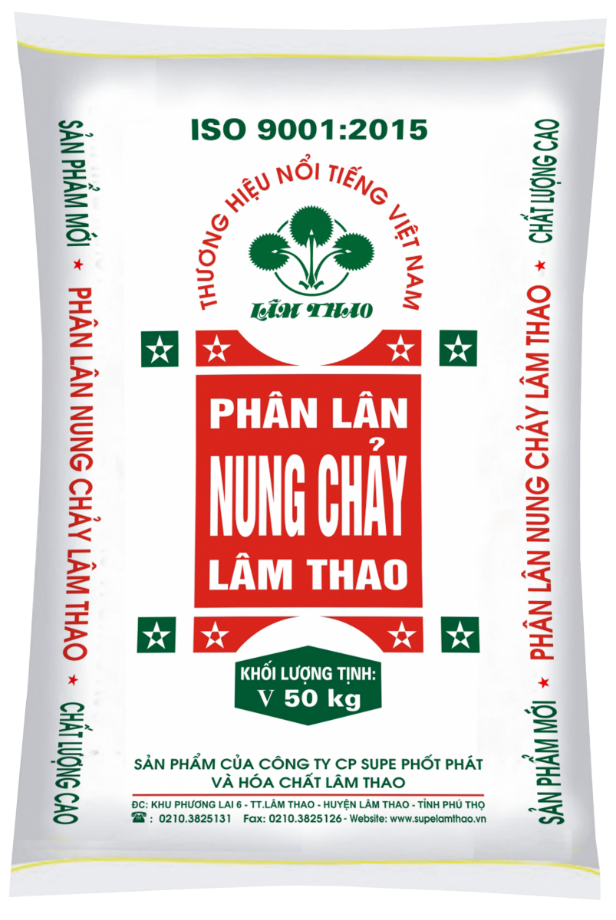 ISO 9001:2015
THƯƠNG HIỆU NỔI TIẾNG VIỆT NAM
LÂM THAO
PHÂN LÂN
NUNG CHẢY
LÂM THAO
KHỐI LƯỢNG TỊNH:
V 50 kg
SẢN PHẨM CỦA CÔNG TY CP SUPE PHỐT PHÁT
VÀ HÓA CHẤT LÂM THAO
ĐC: KHU PHƯƠNG LAI 6 - TT.LÂM THAO - HUYỆN LÂM THAO - TỈNH PHÚ THỌ
☎ : 0210.3825131 Fax: 0210.3825126 - Website: www.supelamthao.vn
SẢN PHẨM MỚI ★ PHÂN LÂN NUNG CHẢY LÂM THAO ★ CHẤT LƯỢNG CAO
SẢN PHẨM MỚI ★ PHÂN LÂN NUNG CHẢY LÂM THAO ★ CHẤT LƯỢNG CAO